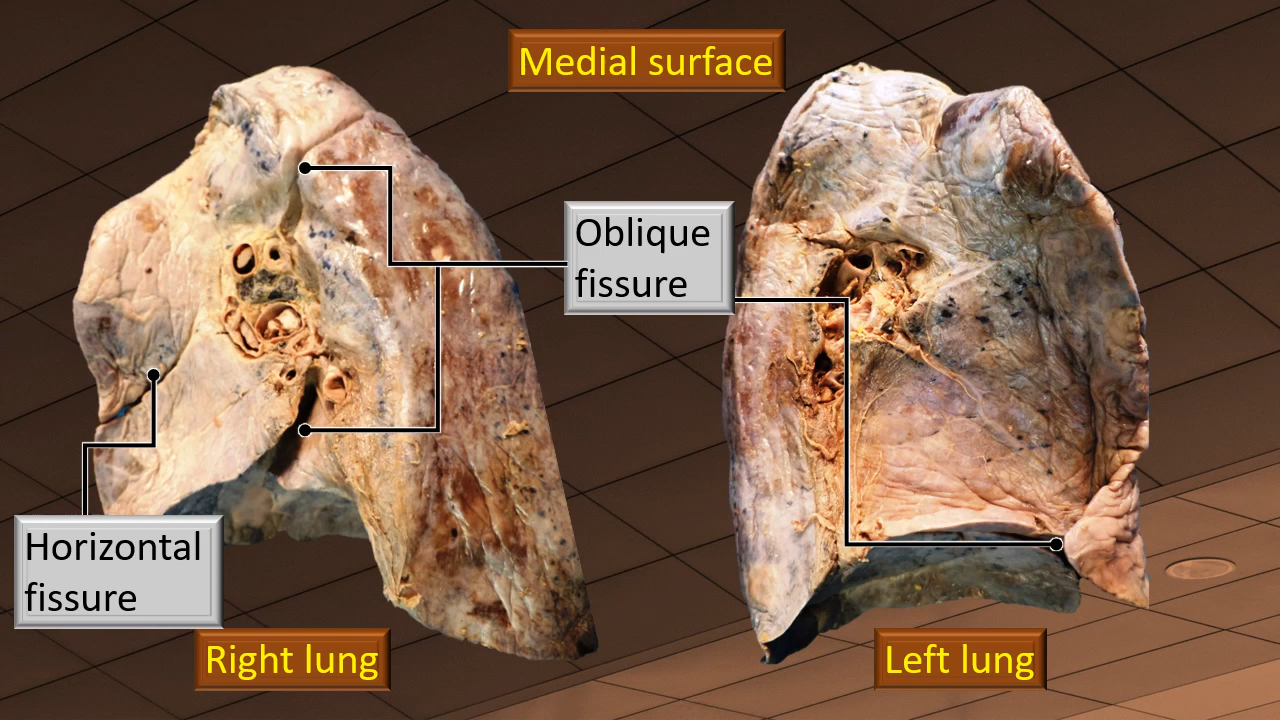 Medial surface
Oblique
fissure
Horizontal
fissure
Right lung
Left lung